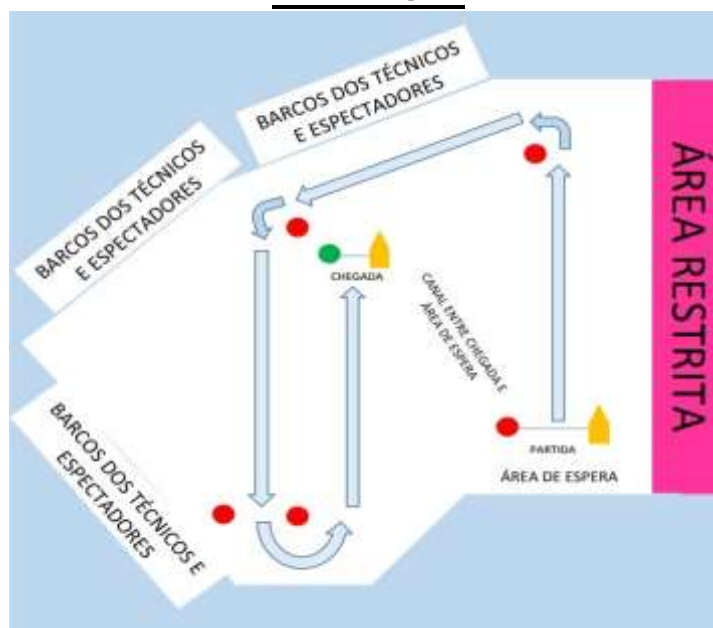 BARCOS DOS TÉCNICOS
E ESPECTADORES
BARCOS DOS TÉCNICOS
E ESPECTADORES
ÁREA RESTRITA
CHEGADA
CANAL ENTRE CHEGADA E
ÁREA DE ESPERA
BARCOS DOS TÉCNICOS E
ESPECTADORES
PARTIDA
ÁREA DE ESPERA